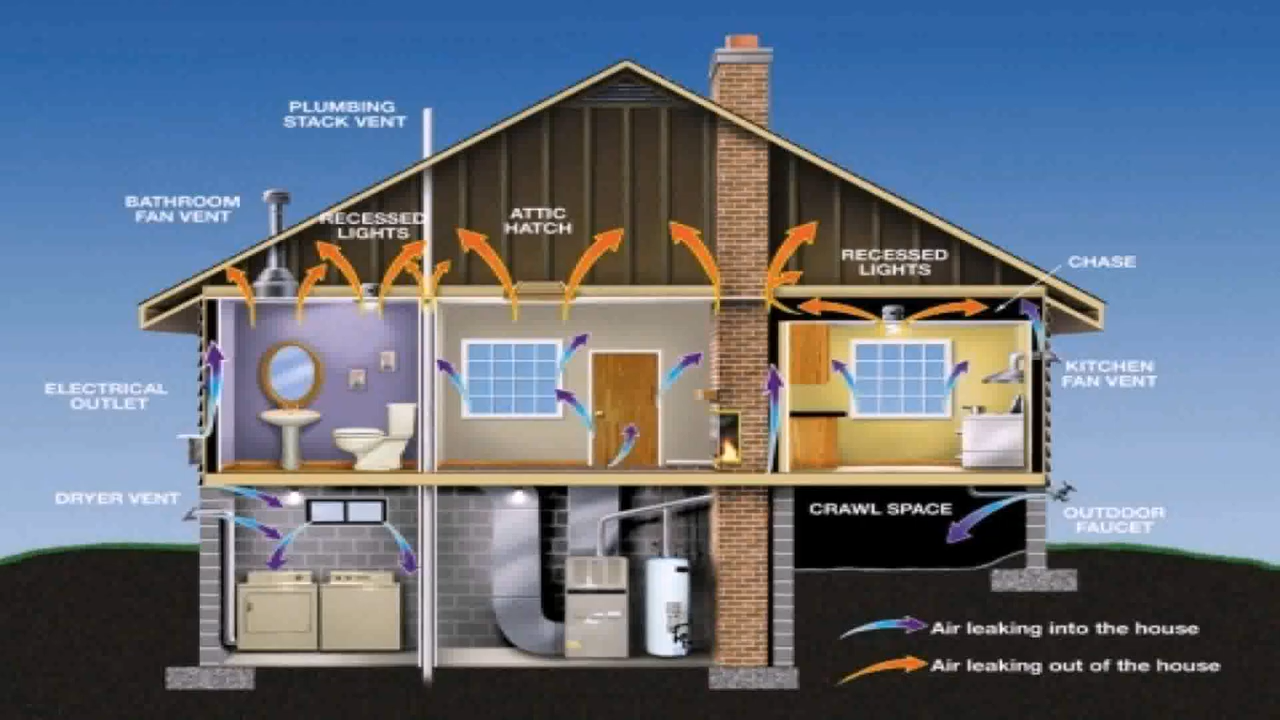 PLUMBING
STACK VENT
BATHROOM
FAN VENT
RECESSED
LIGHTS
ATTIC
HATCH
RECESSED
LIGHTS
CHASE
ELECTRICAL
OUTLET
KITCHEN
FAN VENT
DRYER VENT
CRAWL SPACE
OUTDOOR
FAUCET
Air leaking into the house
Air leaking out of the house